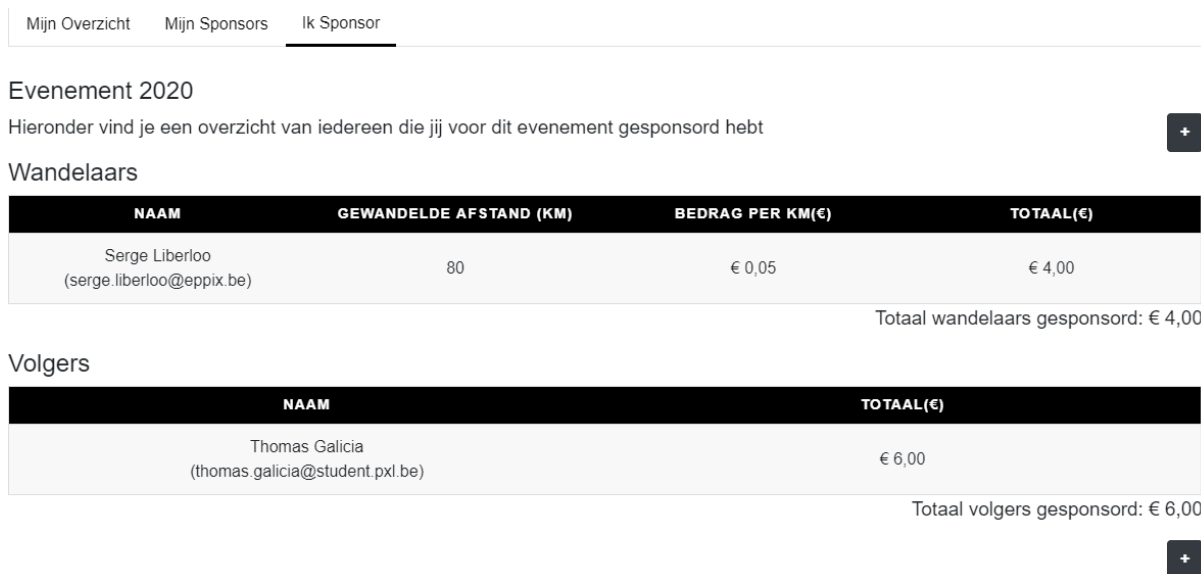 Mijn Overzicht Mijn Sponsors Ik Sponsor
Evenement 2020
Hieronder vind je een overzicht van iedereen die jij voor dit evenement gesponsord hebt
+
Wandelaars
NAAM GEWANDELDE AFSTAND (KM) BEDRAG PER KM(€) TOTAAL(€)
Serge Liberloo
(serge.liberloo@eppix.be) 80 € 0,05 € 4,00
Totaal wandelaars gesponsord: € 4,00
Volgers
NAAM TOTAAL(€)
Thomas Galicia
(thomas.galicia@student.pxl.be) € 6,00
Totaal volgers gesponsord: € 6,00
+